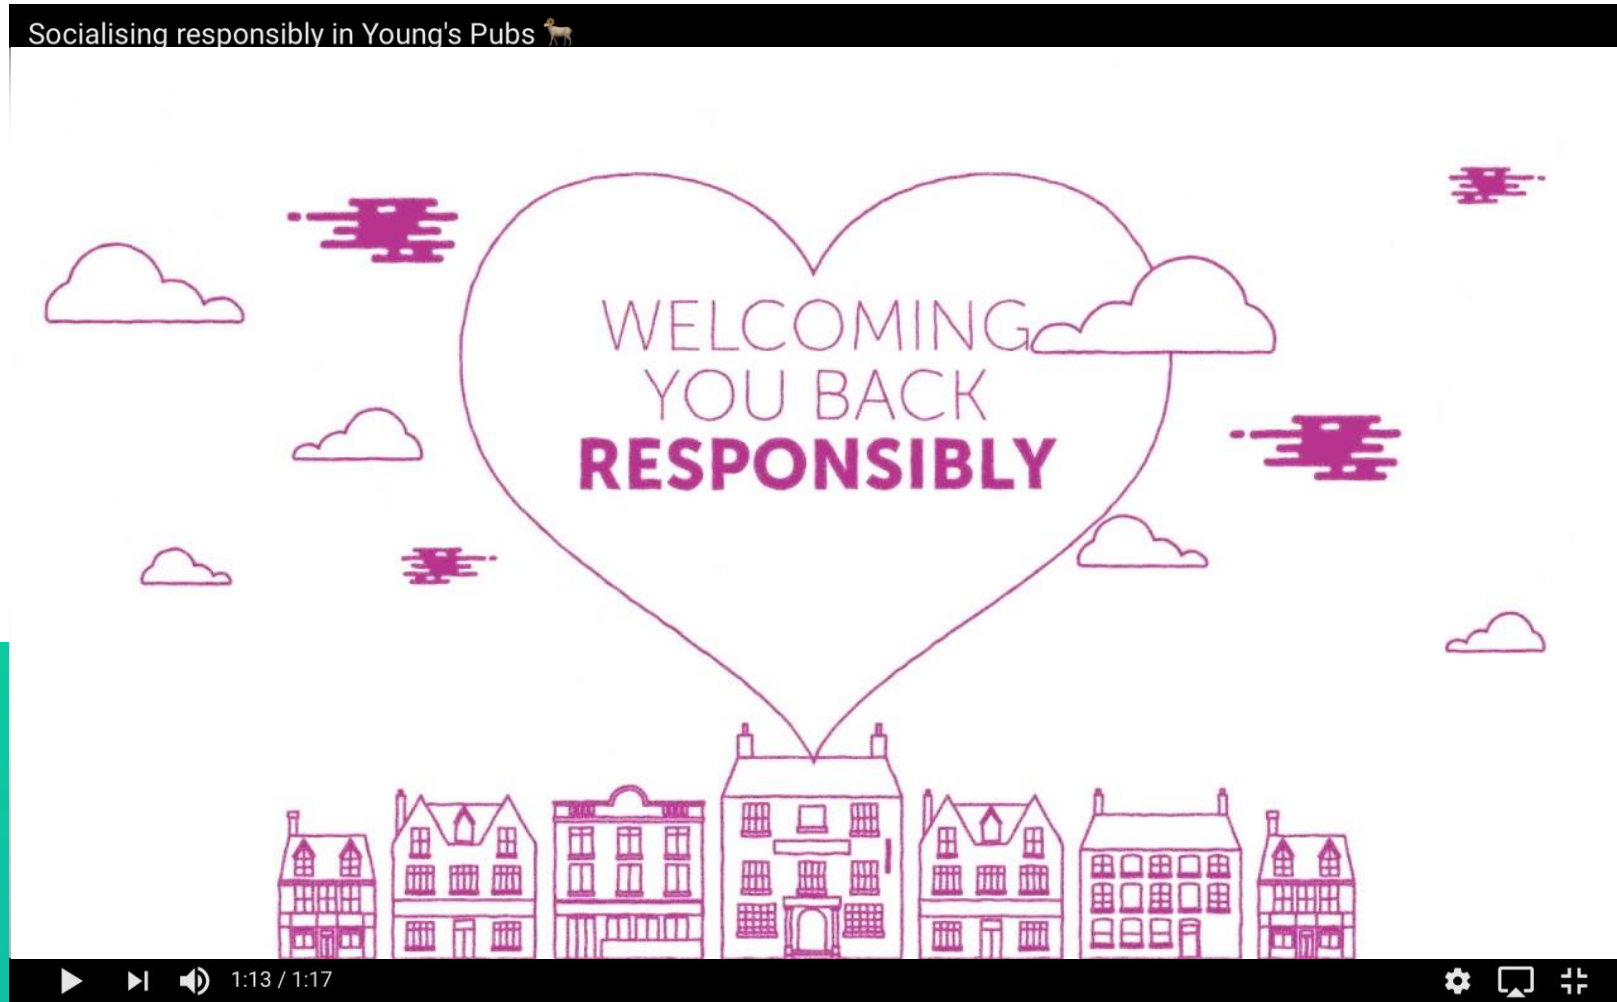 Socialising responsibly in Young's Pubs 🐏
WELCOMING
YOU BACK
RESPONSIBLY
1:13 / 1:17